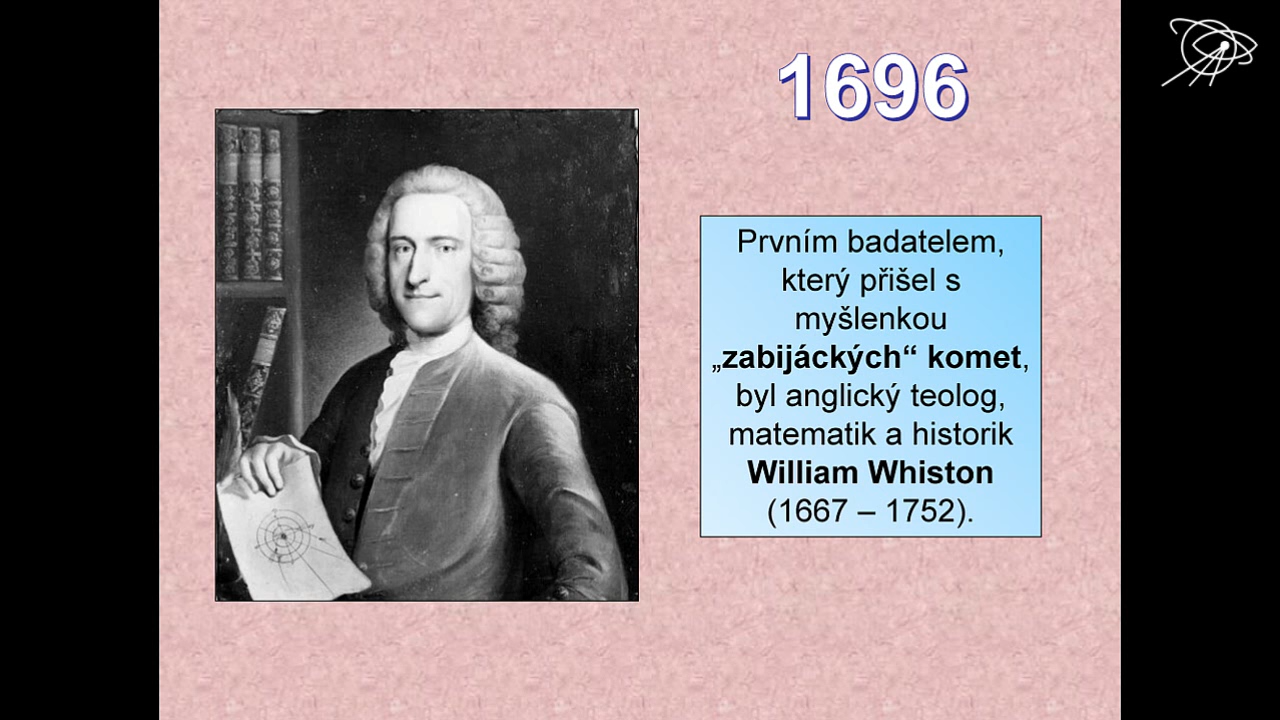 1696
Prvním badatelem,
který přišel s
myšlenkou
„zabijáckých“ komet,
byl anglický teolog,
matematik a historik
William Whiston
(1667 – 1752).